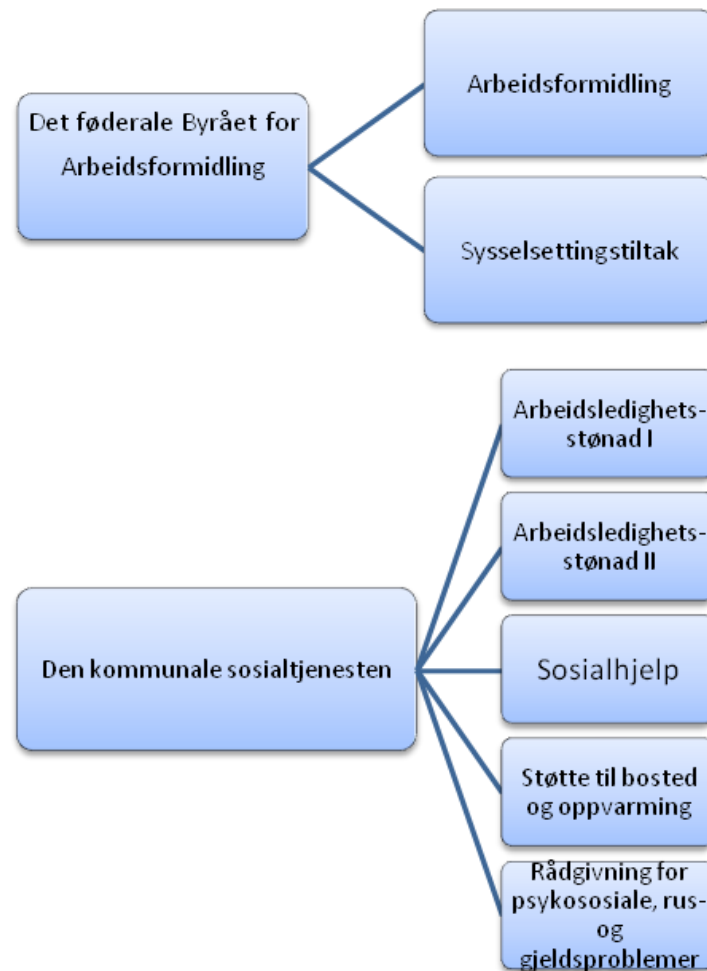 Det føderale Byrået for
Arbeidsformidling
Arbeidsformidling
Sysselsettingstiltak
Den kommunale sosialtjenesten
Arbeidsledighets-
stønad I
Arbeidsledighets-
stønad II
Sosialhjelp
Støtte til bosted
og oppvarming
Rådgivning for
psykososiale, rus-
og
gjeldsproblemer